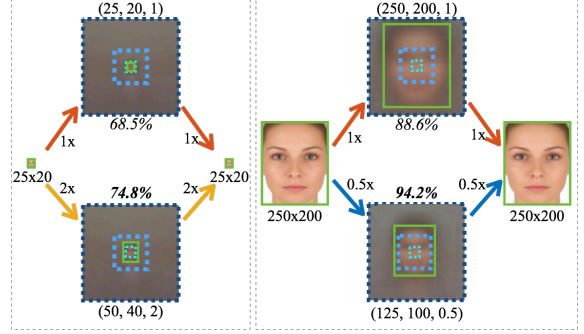 (25, 20, 1)
68.5%
1x
1x
25x20
25x20
2x
2x
74.8%
(50, 40, 2)
(250, 200, 1)
88.6%
1x
1x
250x200
250x200
0.5x
0.5x
94.2%
(125, 100, 0.5)